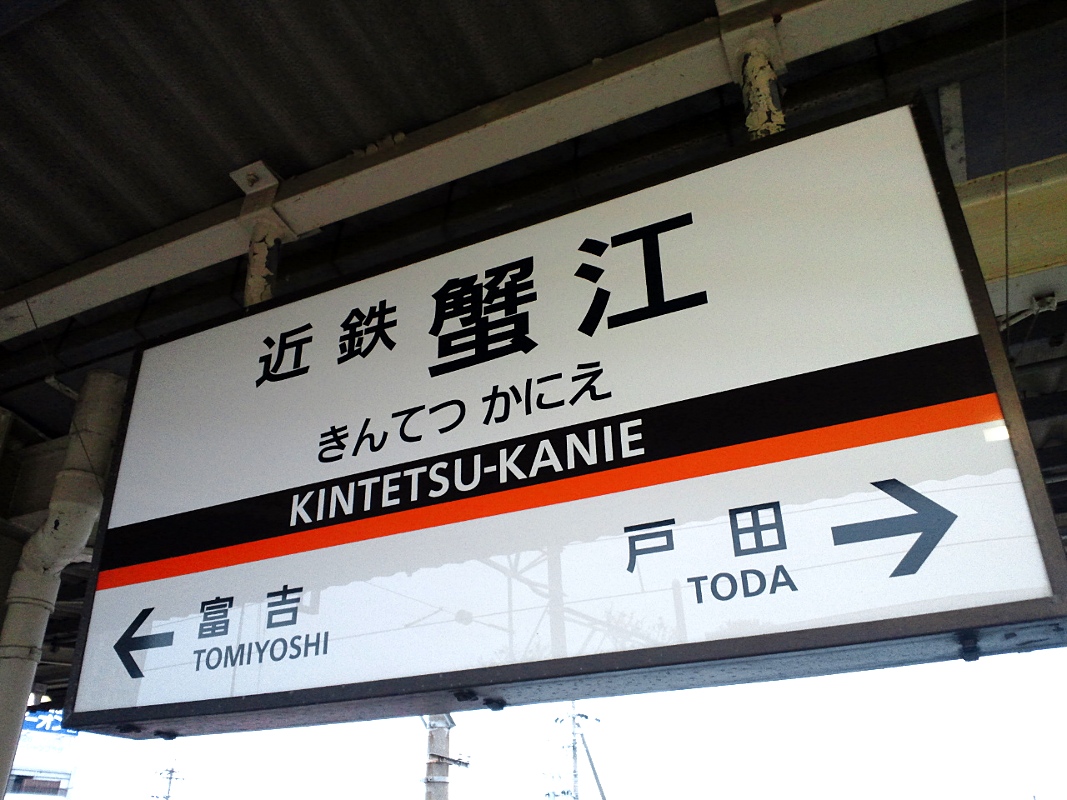 近鉄 蟹江
きんてつ かにえ
KINTETSU-KANIE
← 富吉
TOMIYOSHI
戸田 →
TODA